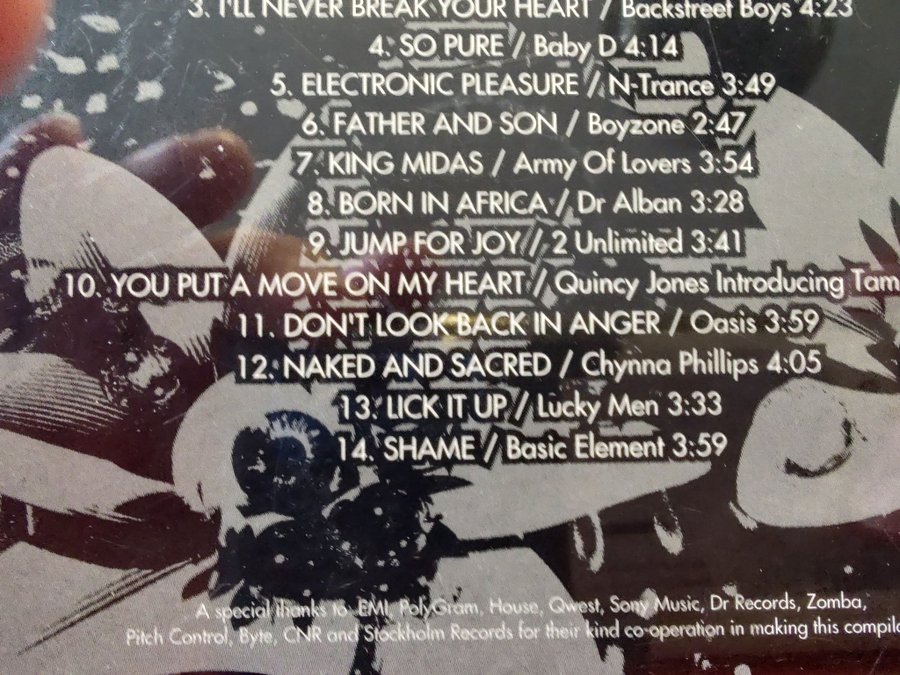 3. I'LL NEVER BREAK YOUR HEART / Backstreet Boys 4:23
4. SO PURE / Baby D 4:14
5. ELECTRONIC PLEASURE / N-Trance 3:49
6. FATHER AND SON / Boyzone 2:47
7. KING MIDAS / Army Of Lovers 3:54
8. BORN IN AFRICA / Dr Alban 3:28
9. JUMP FOR JOY / 2 Unlimited 3:41
10. YOU PUT A MOVE ON MY HEART / Quincy Jones Introducing Tam
11. DON'T LOOK BACK IN ANGER / Oasis 3:59
12. NAKED AND SACRED / Chynna Phillips 4:05
13. LICK IT UP / Lucky Men 3:33
14. SHAME / Basic Element 3:59
A special thanks to EMI, PolyGram, House, Qwest, Sony Music, Dr Records, Zomba,
Pitch Control, Byte, CNR and Stockholm Records for their kind co-operation in making this compila